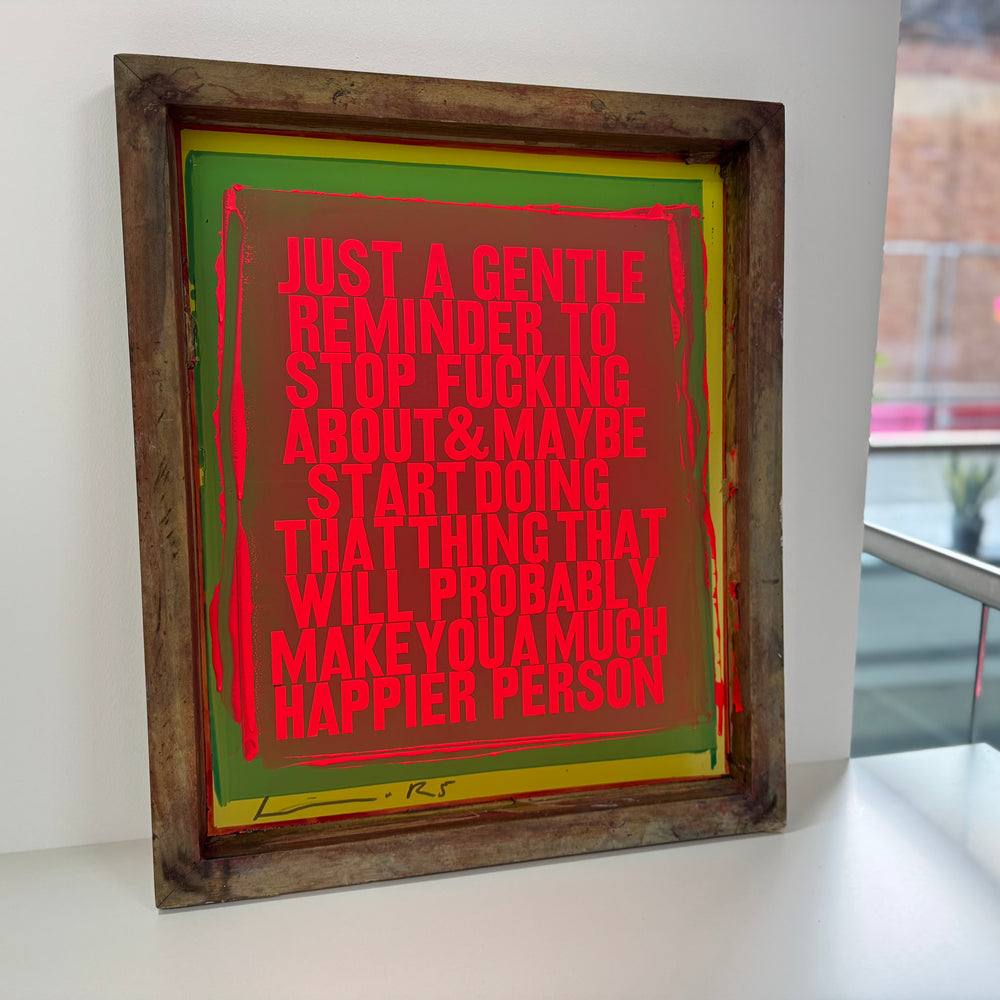 JUST A GENTLE
REMINDER TO
STOP FUCKING
ABOUT & MAYBE
START DOING
THAT THING THAT
WILL PROBABLY
MAKE YOU A MUCH
HAPPIER PERSON
R5